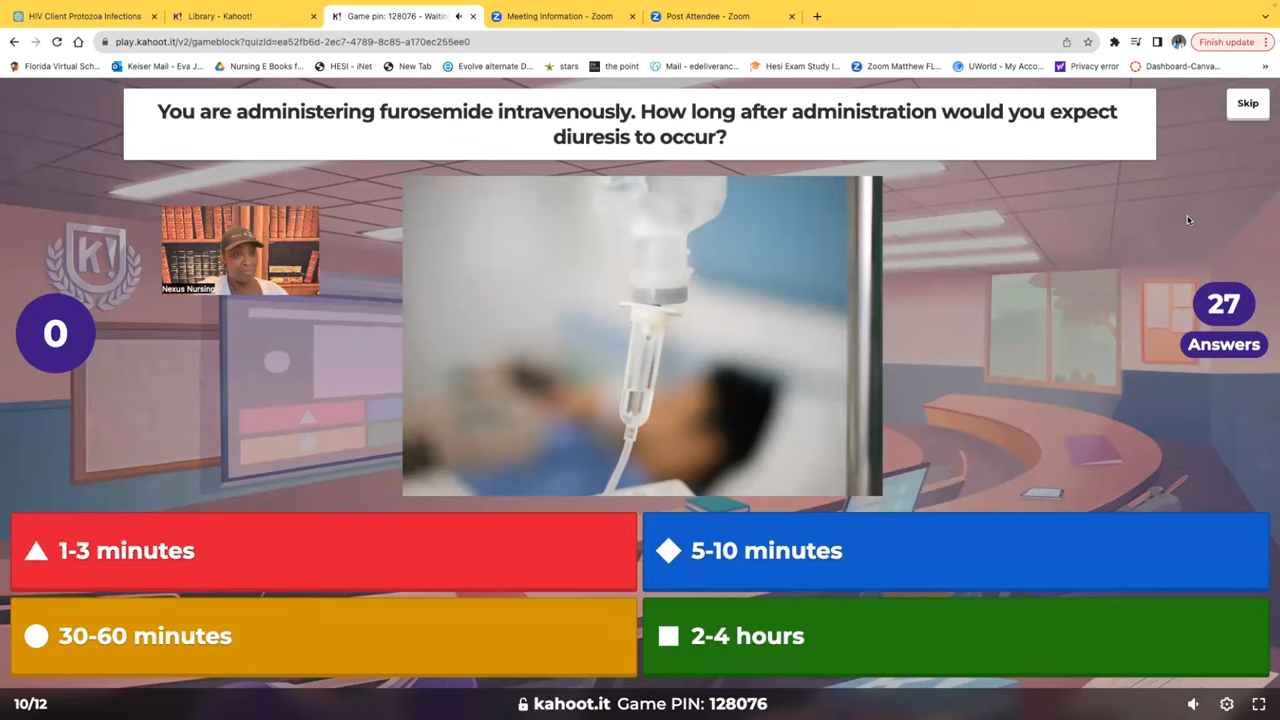 HIV Client Protozoa Infections
Library - Kahoot!
K! Game pin: 128076 - Waitin
Meeting Information - Zoom
Post Attendee - Zoom
play.kahoot.it/v2/gameblock?quizId=ea52fb6d-2ec7-4789-8c85-a170ec255ee0
Finish update
Florida Virtual Sch...
Keiser Mail - Eva J...
Nursing E Books f...
HESI - iNet
New Tab
Evolve alternate D...
stars
the point
Mail - edeliveranc...
Hesi Exam Study I...
Zoom Matthew FL...
UWorld - My Acco...
Privacy error
Dashboard-Canva...
»
You are administering furosemide intravenously. How long after administration would you expect
diuresis to occur?
Skip
K!
Nexus Nursing
0
27
Answers
1-3 minutes
5-10 minutes
30-60 minutes
2-4 hours
10/12
kahoot.it Game PIN: 128076